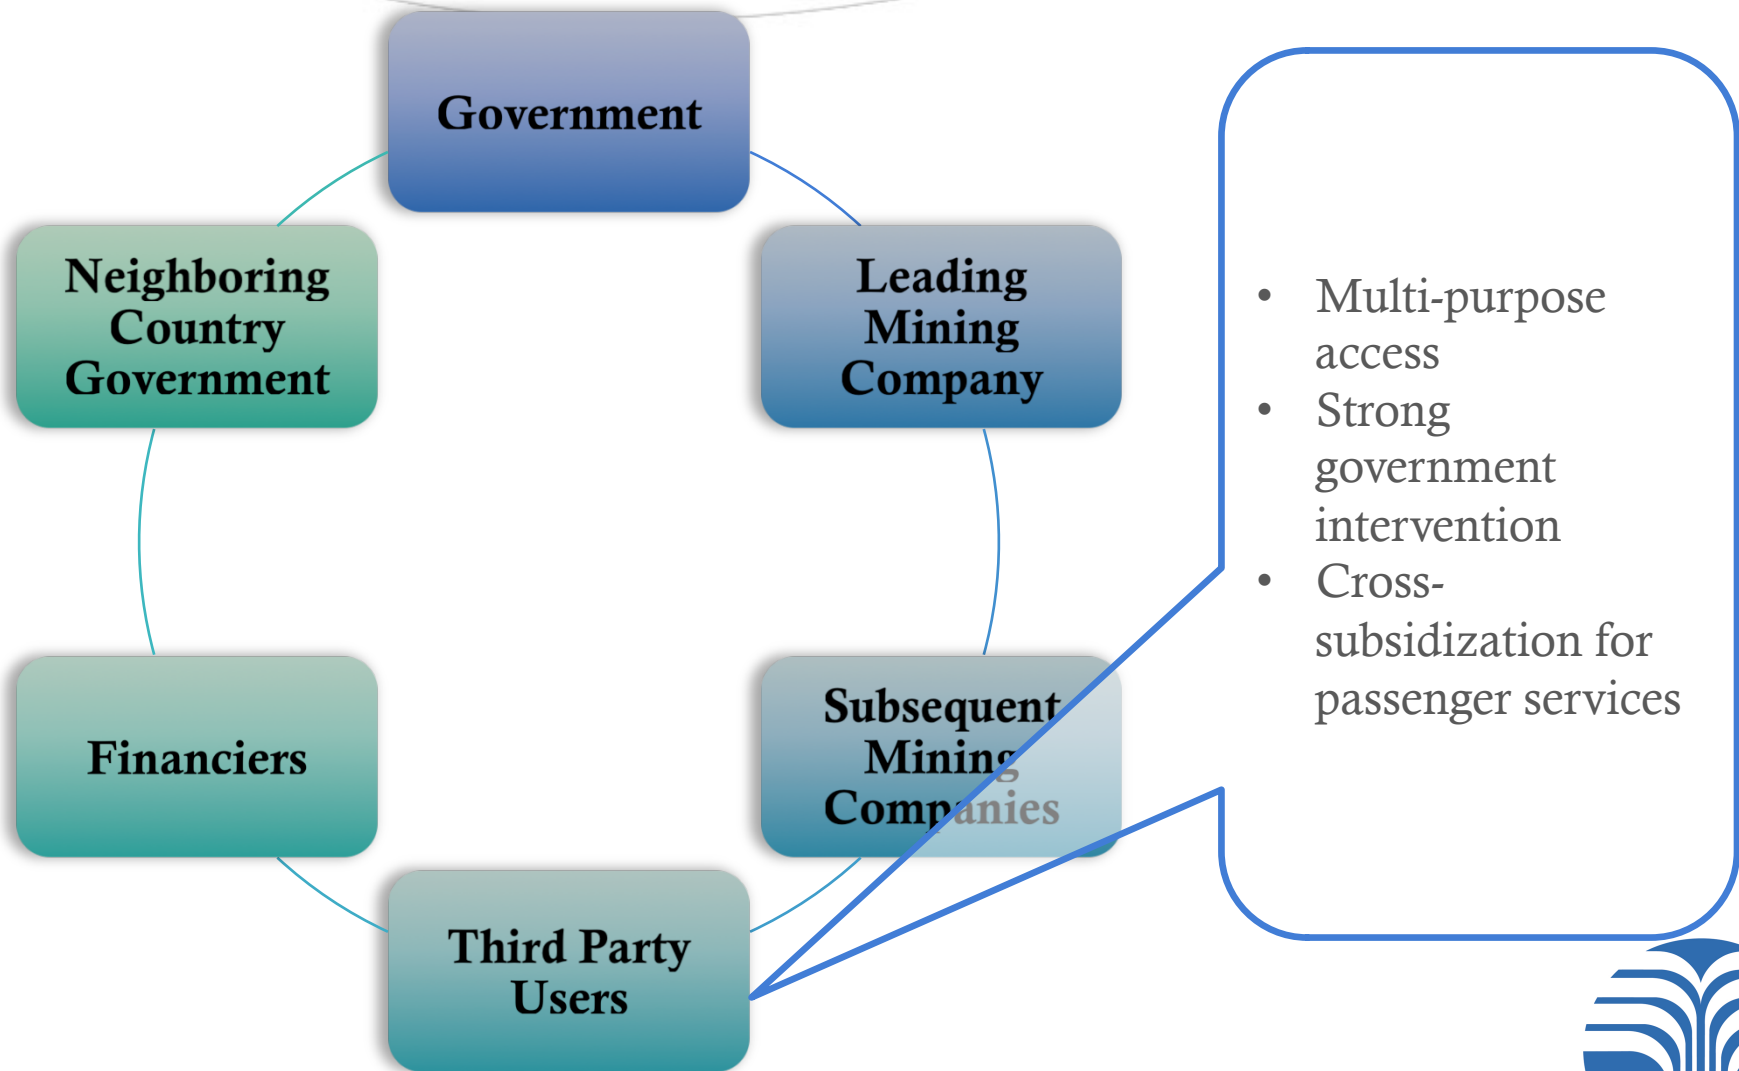 Government
Neighboring
Country
Government
Leading
Mining
Company
Financiers
Subsequent
Mining
Companies
Third Party
Users
• Multi-purpose
access
• Strong
government
intervention
• Cross-
subsidization for
passenger services